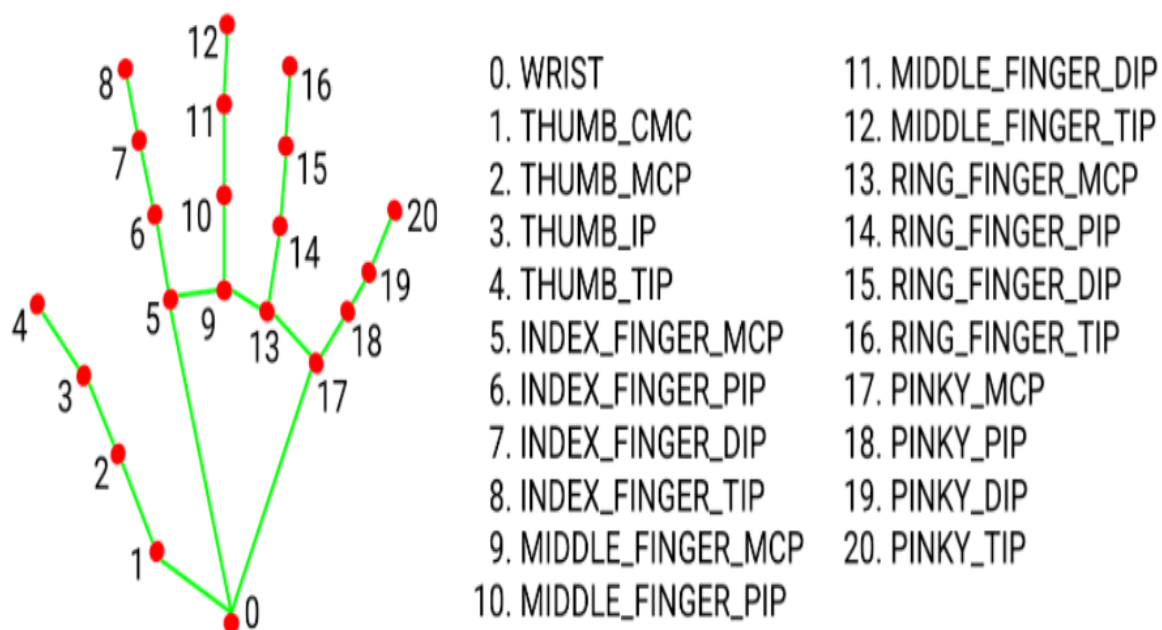 12
8
16
11
7
15
10
6
14
20
19
4
5
9
13
18
3
17
2
1
0
0. WRIST
1. THUMB_CMC
2. THUMB_MCP
3. THUMB_IP
4. THUMB_TIP
5. INDEX_FINGER_MCP
6. INDEX_FINGER_PIP
7. INDEX_FINGER_DIP
8. INDEX_FINGER_TIP
9. MIDDLE_FINGER_MCP
10. MIDDLE_FINGER_PIP
11. MIDDLE_FINGER_DIP
12. MIDDLE_FINGER_TIP
13. RING_FINGER_MCP
14. RING_FINGER_PIP
15. RING_FINGER_DIP
16. RING_FINGER_TIP
17. PINKY_MCP
18. PINKY_PIP
19. PINKY_DIP
20. PINKY_TIP